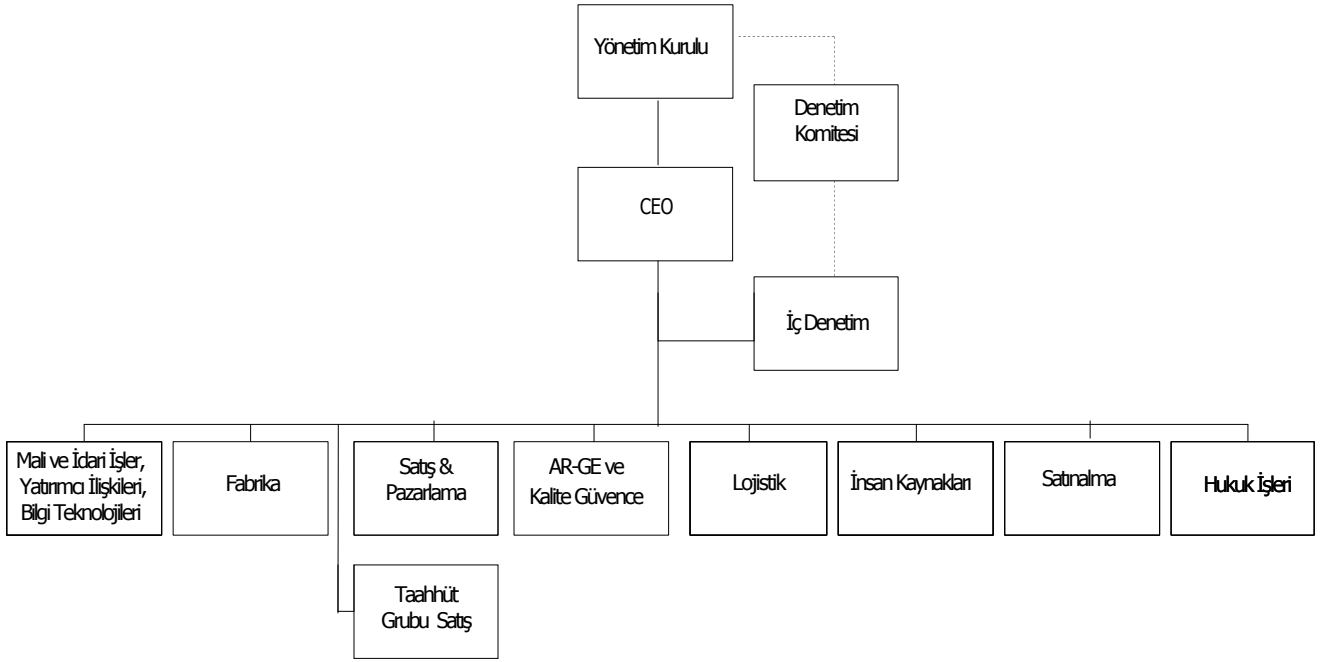 Yönetim Kurulu
Denetim
Komitesi
CEO
İç Denetim
Mali ve İdari İşler,
Yatırımcı İlişkileri,
Bilgi Teknolojileri
Fabrika
Satış &
Pazarlama
AR-GE ve
Kalite Güvence
Lojistik
İnsan Kaynakları
Satınalma
Hukuk İşleri
Taahhüt
Grubu Satış